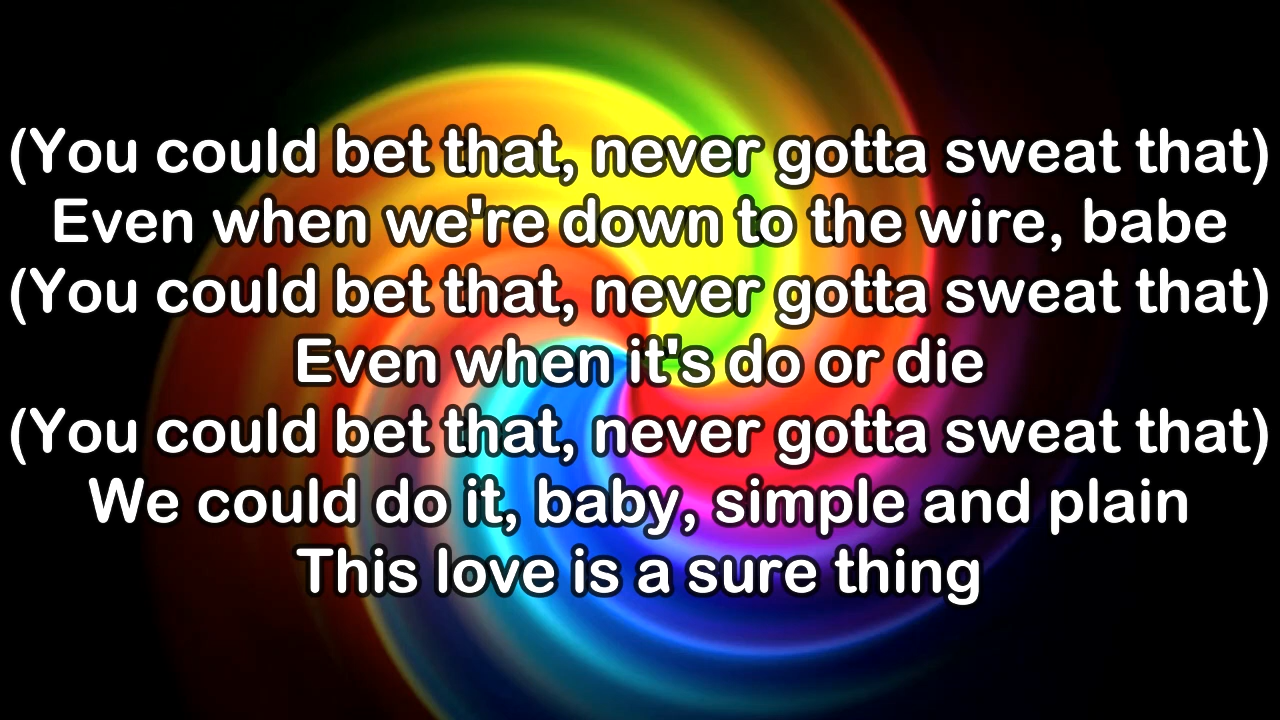 (You could bet that, never gotta sweat that)
Even when we're down to the wire, babe
(You could bet that, never gotta sweat that)
Even when it's do or die
(You could bet that, never gotta sweat that)
We could do it, baby, simple and plain
This love is a sure thing